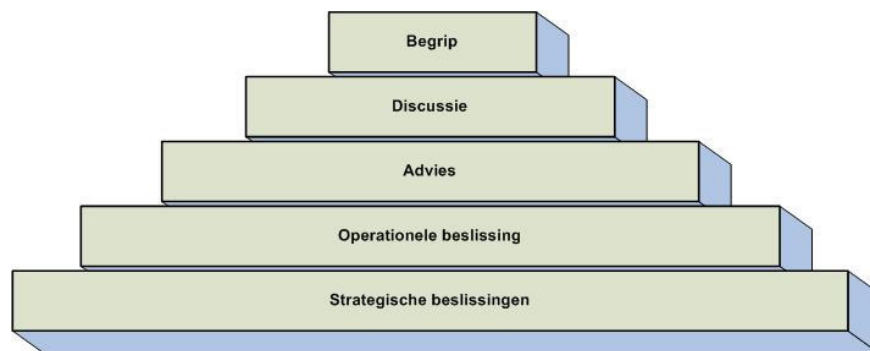 Begrip
Discussie
Advies
Operationele beslissing
Strategische beslissingen